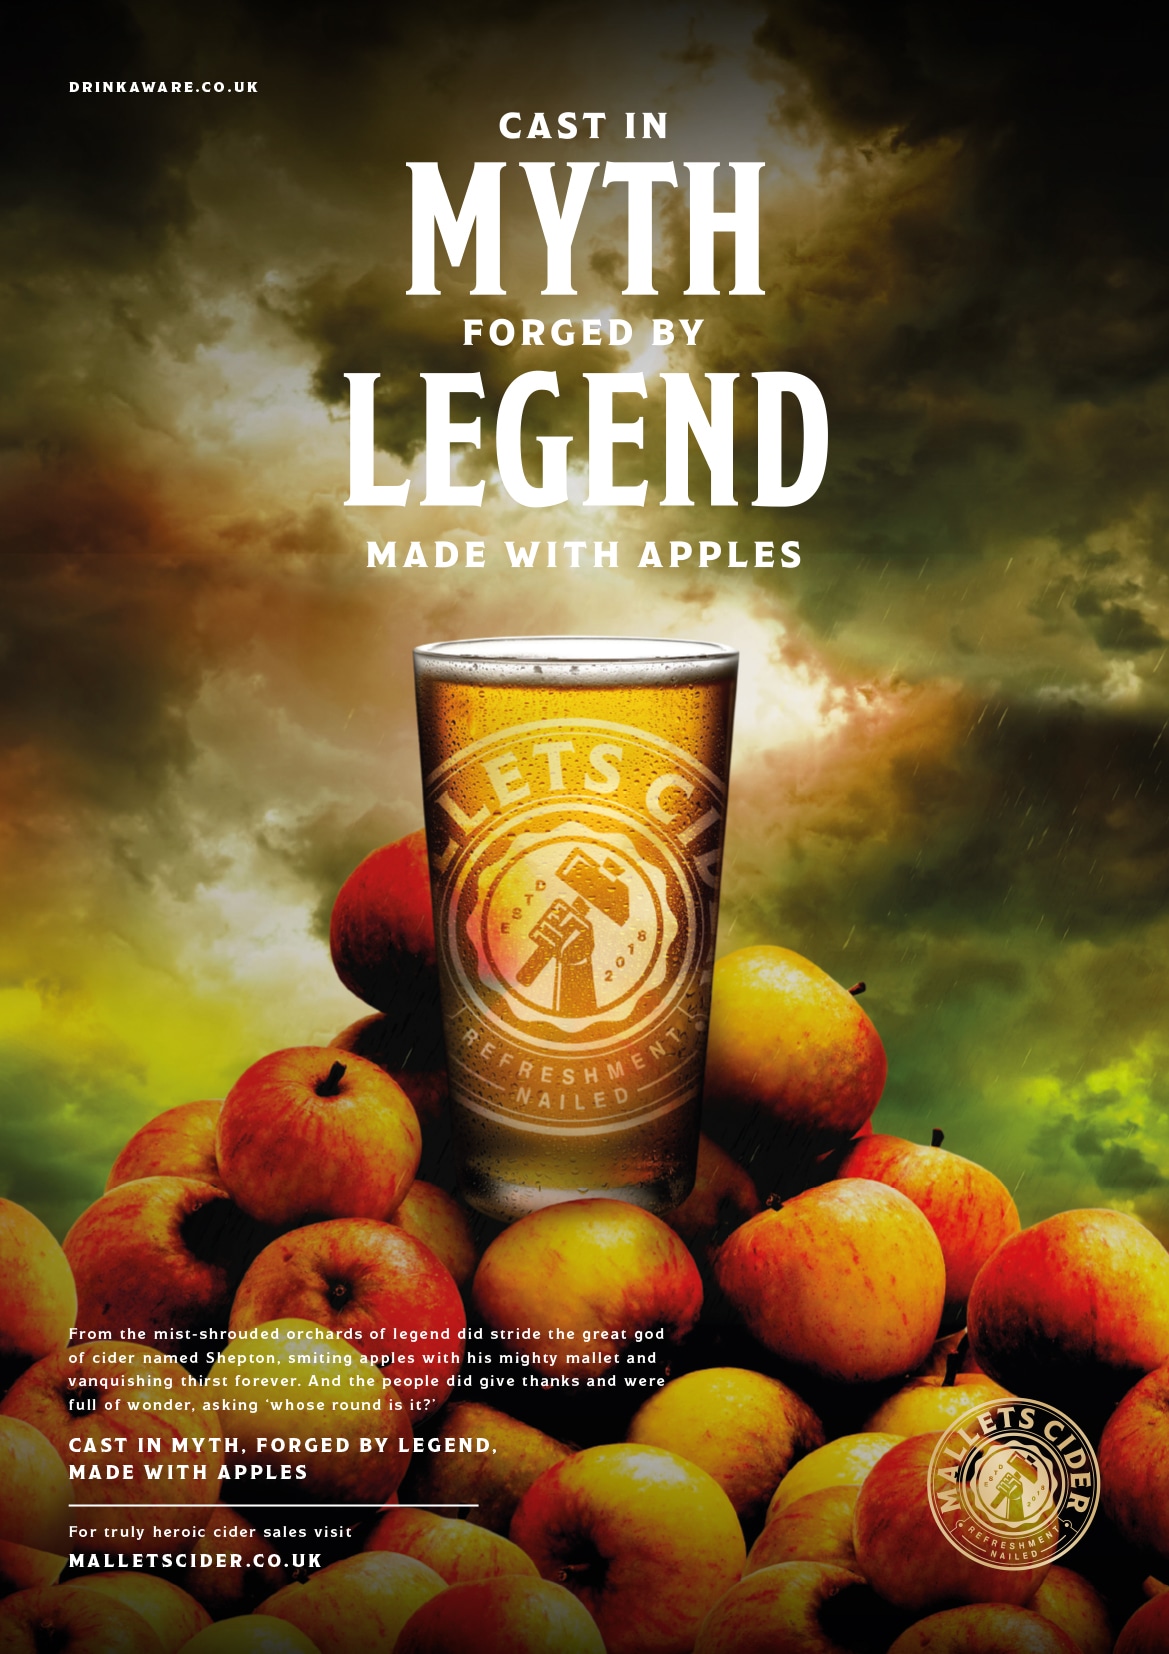 DRINKAWARE.CO.UK
CAST IN
MYTH
FORGED BY
LEGEND
MADE WITH APPLES
LETS CID
ESTD
2018
REFRESHMENT
NAILED
From the mist-shrouded orchards of legend did stride the great god
of cider named Shepton, smiting apples with his mighty mallet and
vanquishing thirst forever. And the people did give thanks and were
full of wonder, asking ‘whose round is it?’
CAST IN MYTH, FORGED BY LEGEND,
MADE WITH APPLES
For truly heroic cider sales visit
MALLETSCIDER.CO.UK
MALLETS CIDER
ESTD
2018
REFRESHMENT
NAILED